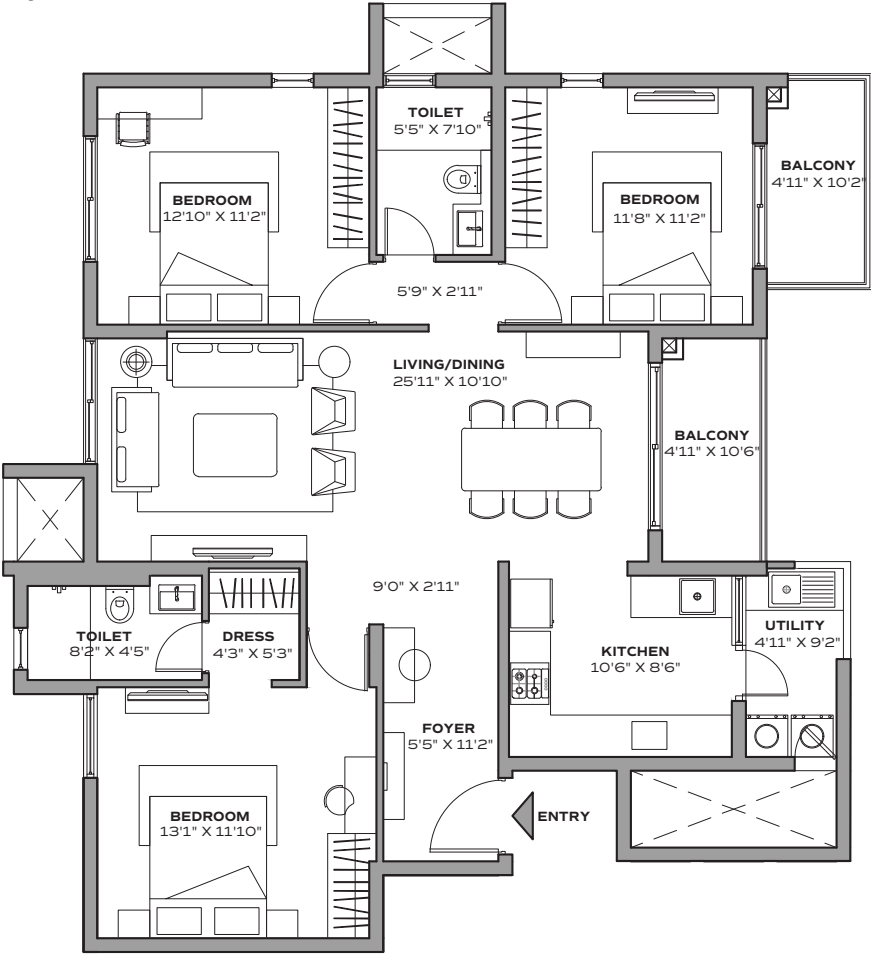 TOILET
5'5" X 7'10"
BALCONY
4'11" X 10'2"
BEDROOM
12'10" X 11'2"
BEDROOM
11'8" X 11'2"
5'9" X 2'11"
LIVING/DINING
25'11" X 10'10"
BALCONY
4'11" X 10'6"
9'0" X 2'11"
TOILET
8'2" X 4'5"
DRESS
4'3" X 5'3"
KITCHEN
10'6" X 8'6"
UTILITY
4'11" X 9'2"
FOYER
5'5" X 11'2"
BEDROOM
13'1" X 11'10"
ENTRY